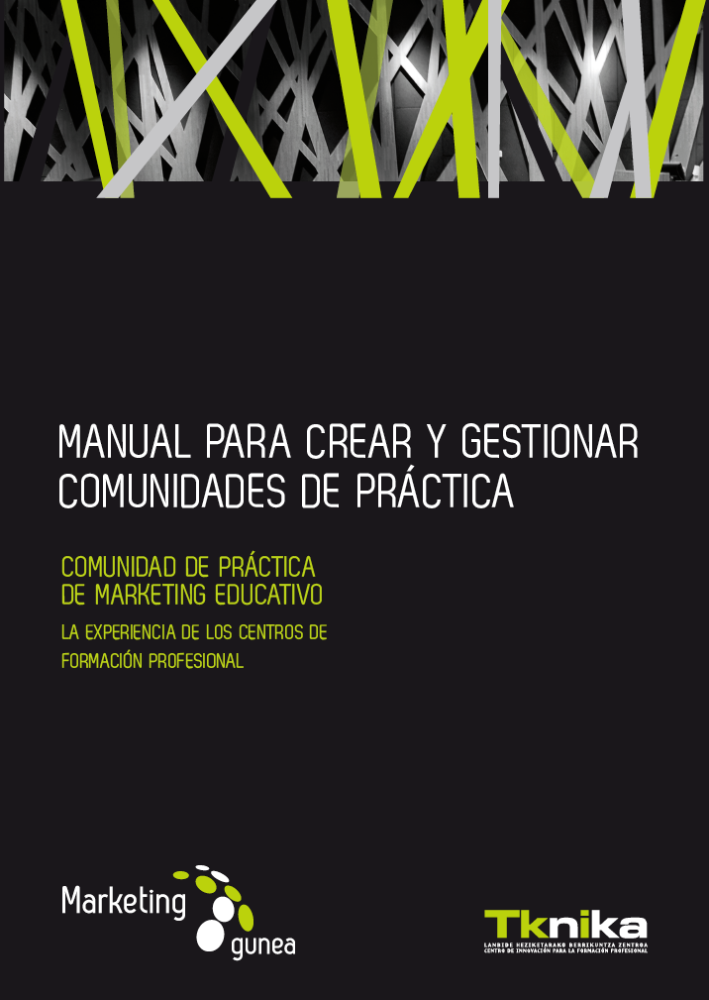 MANUAL PARA CREAR Y GESTIONAR
COMUNIDADES DE PRÁCTICA
COMUNIDAD DE PRÁCTICA
DE MARKETING EDUCATIVO
LA EXPERIENCIA DE LOS CENTROS DE
FORMACIÓN PROFESIONAL
Marketing
gunea
Tknika
LANBIDE HEZIKETARAKO BERRIKUNTZA ZENTROA
CENTRO DE INNOVACIÓN PARA LA FORMACIÓN PROFESIONAL